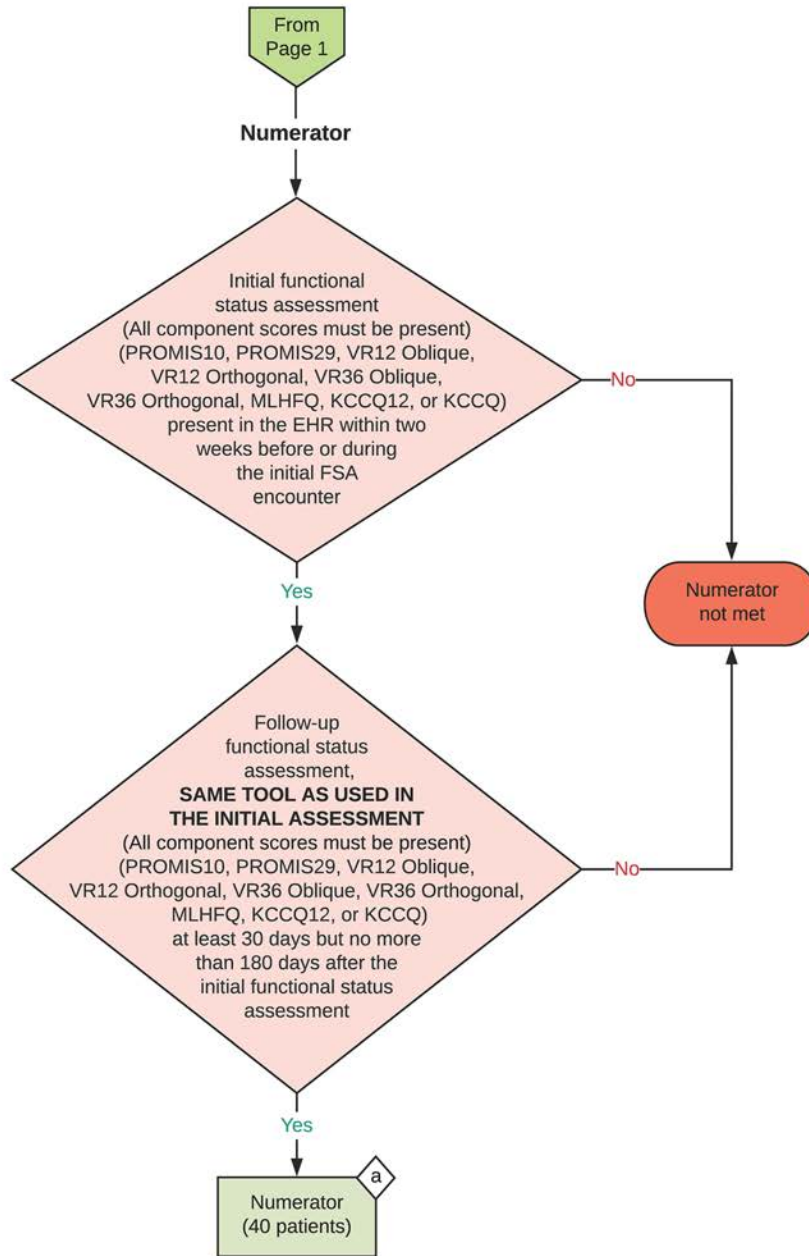 From
Page 1
Numerator
Initial functional
status assessment
(All component scores must be present)
(PROMIS10, PROMIS29, VR12 Oblique,
VR12 Orthogonal, VR36 Oblique,
VR36 Orthogonal, MLHFQ, KCCQ12, or KCCQ)
present in the EHR within two
weeks before or during
the initial FSA
encounter
No
Yes
Numerator
not met
Follow-up
functional status
assessment,
SAME TOOL AS USED IN
THE INITIAL ASSESSMENT
(All component scores must be present)
(PROMIS10, PROMIS29, VR12 Oblique,
VR12 Orthogonal, VR36 Oblique, VR36 Orthogonal,
MLHFQ, KCCQ12, or KCCQ)
at least 30 days but no more
than 180 days after the
initial functional status
assessment
No
Yes
a
Numerator
(40 patients)